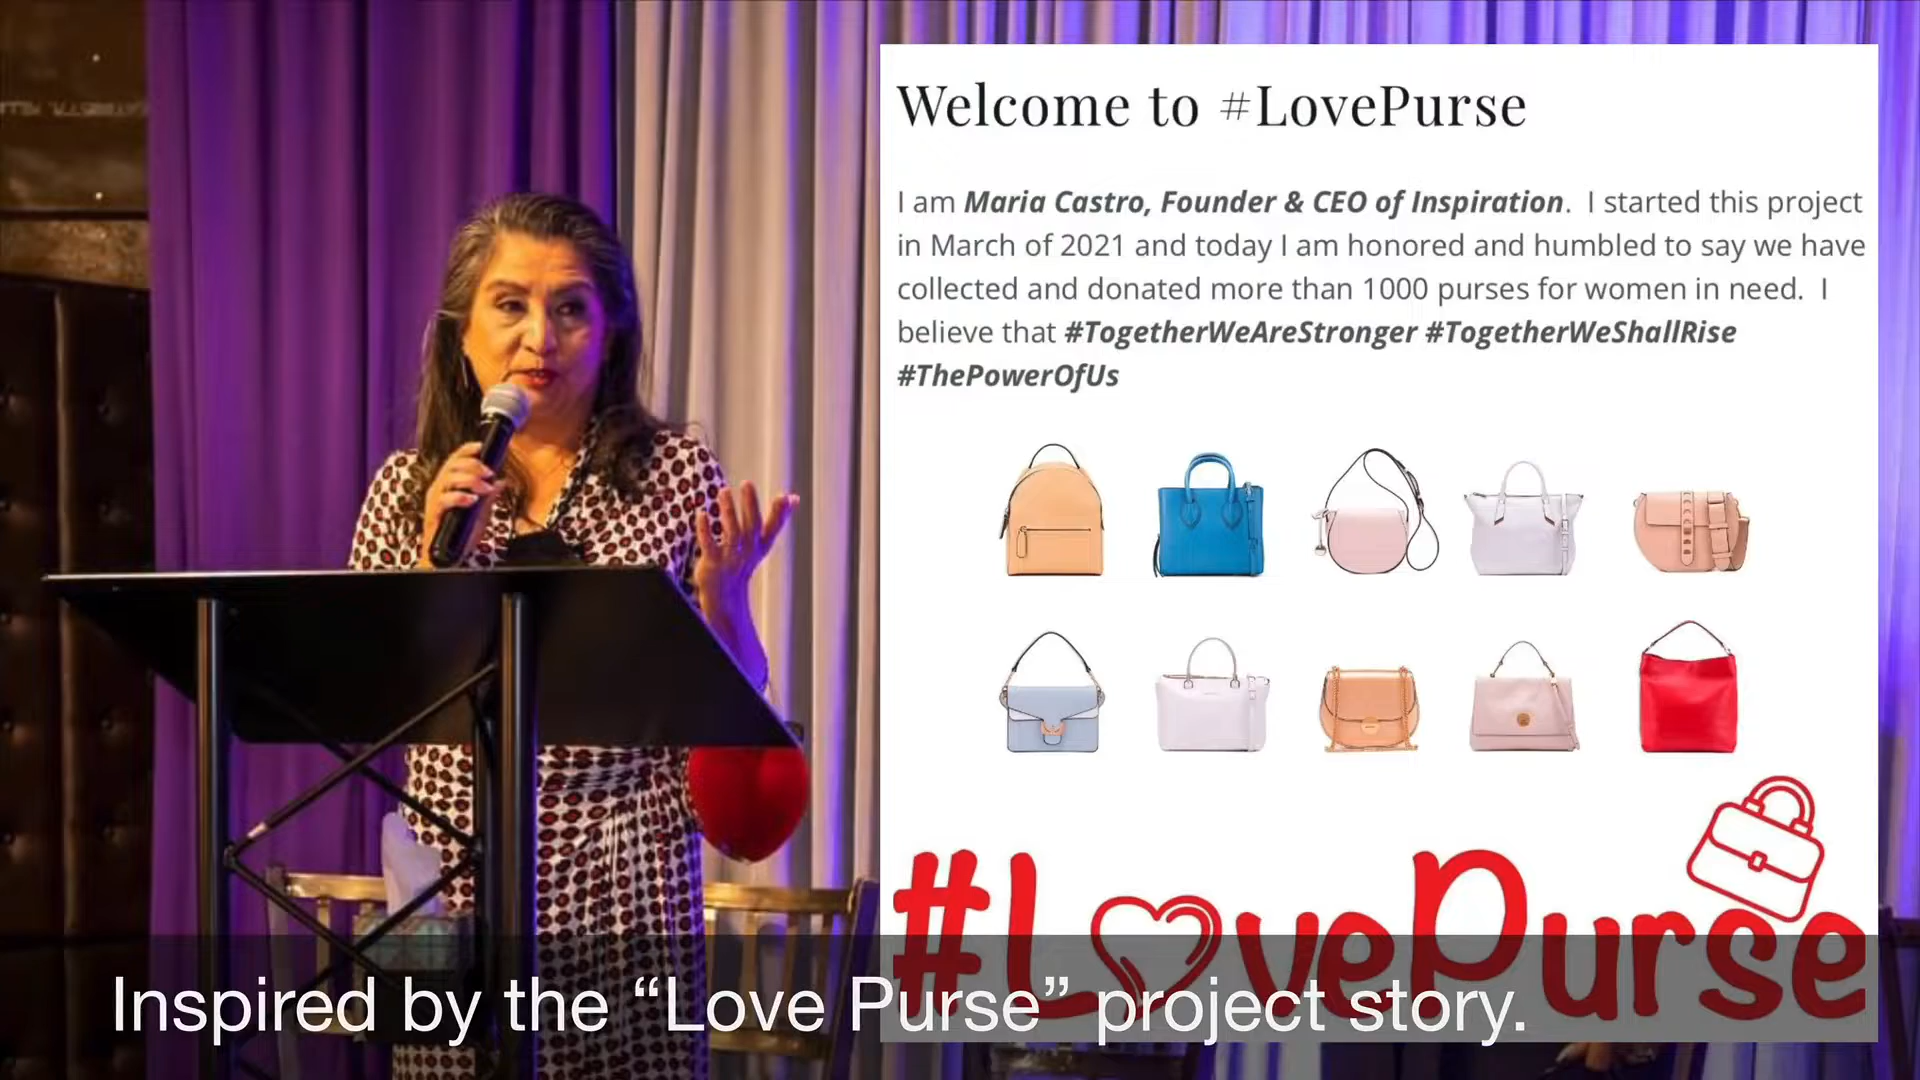 Welcome to #LovePurse
I am Maria Castro, Founder & CEO of Inspiration. I started this project
in March of 2021 and today I am honored and humbled to say we have
collected and donated more than 1000 purses for women in need. I
believe that #TogetherWeAreStronger #TogetherWeShallRise
#ThePowerOfUs
#LovePurse
Inspired by the “Love Purse” project story.